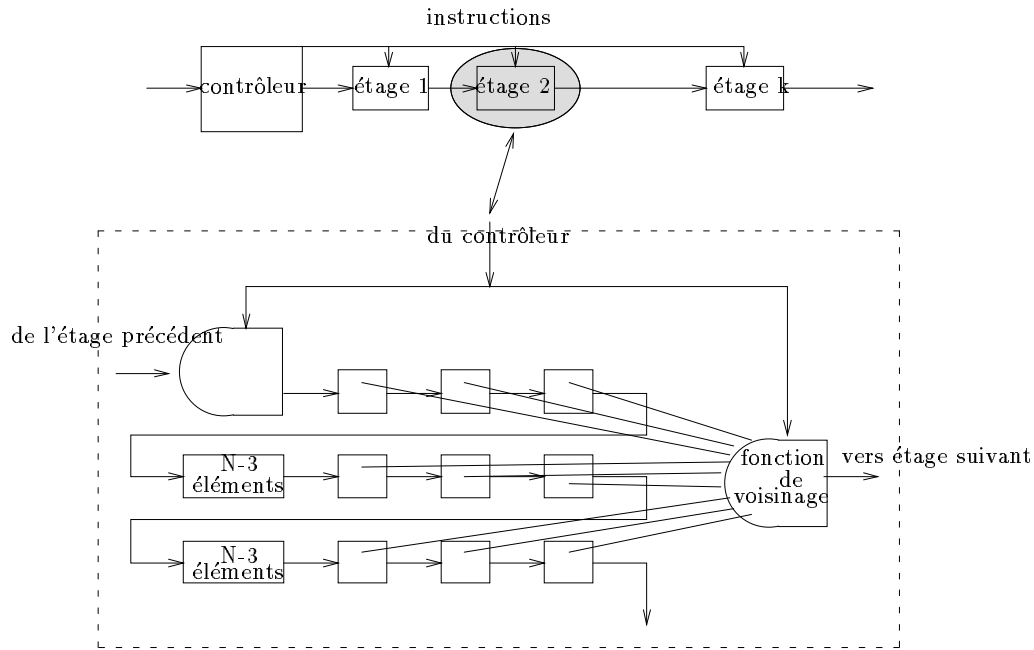 instructions
contrôleur
étage 1
étage 2
étage k
du contrôleur
de l'étage précédent
fonction
de
voisinage
vers étage suivant
N-3
éléments
N-3
éléments